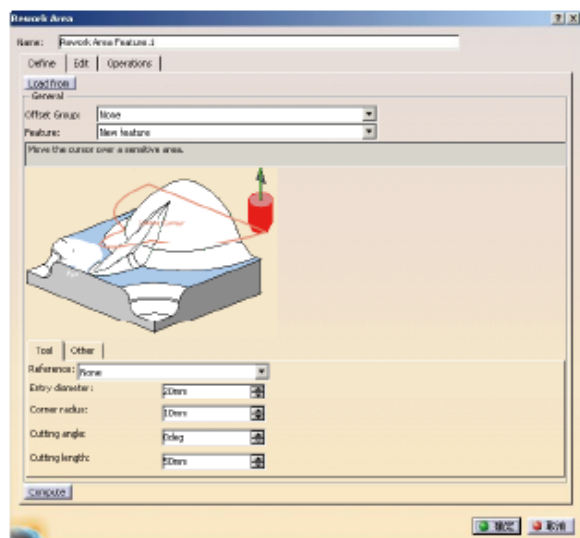 Rework Area
Name: Rework Area Feature.1
Define Edit Operations
Load from
General
Offset Group: None
Feature: New feature
Move the cursor over a sensitive area.
Tool Other
Reference: None
Entry diameter: 20mm
Corner radius: 10mm
Cutting angle: 0deg
Cutting length: 50mm
Compute
确定 取消